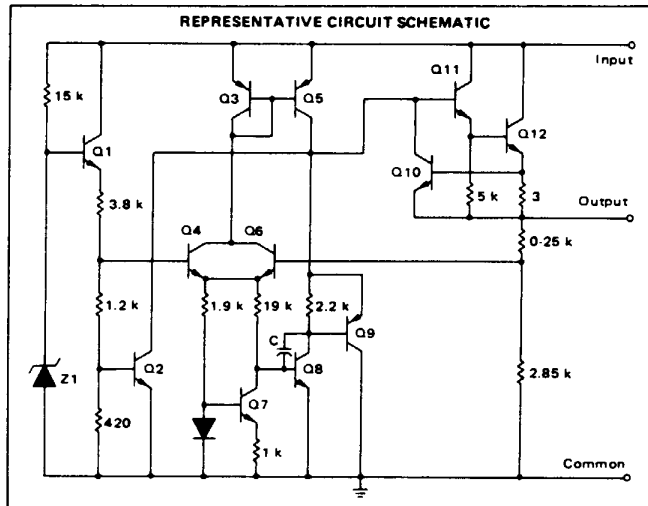 REPRESENTATIVE CIRCUIT SCHEMATIC
Input
Q11
Q3
Q5
15 k
Q12
Q1
Q10
5 k
3
3.8 k
Output
Q4
Q6
0-25 k
1.2 k
1.9 k
19 k
2.2 k
C
Q9
Q2
Z1
Q8
2.85 k
Q7
420
1 k
Common